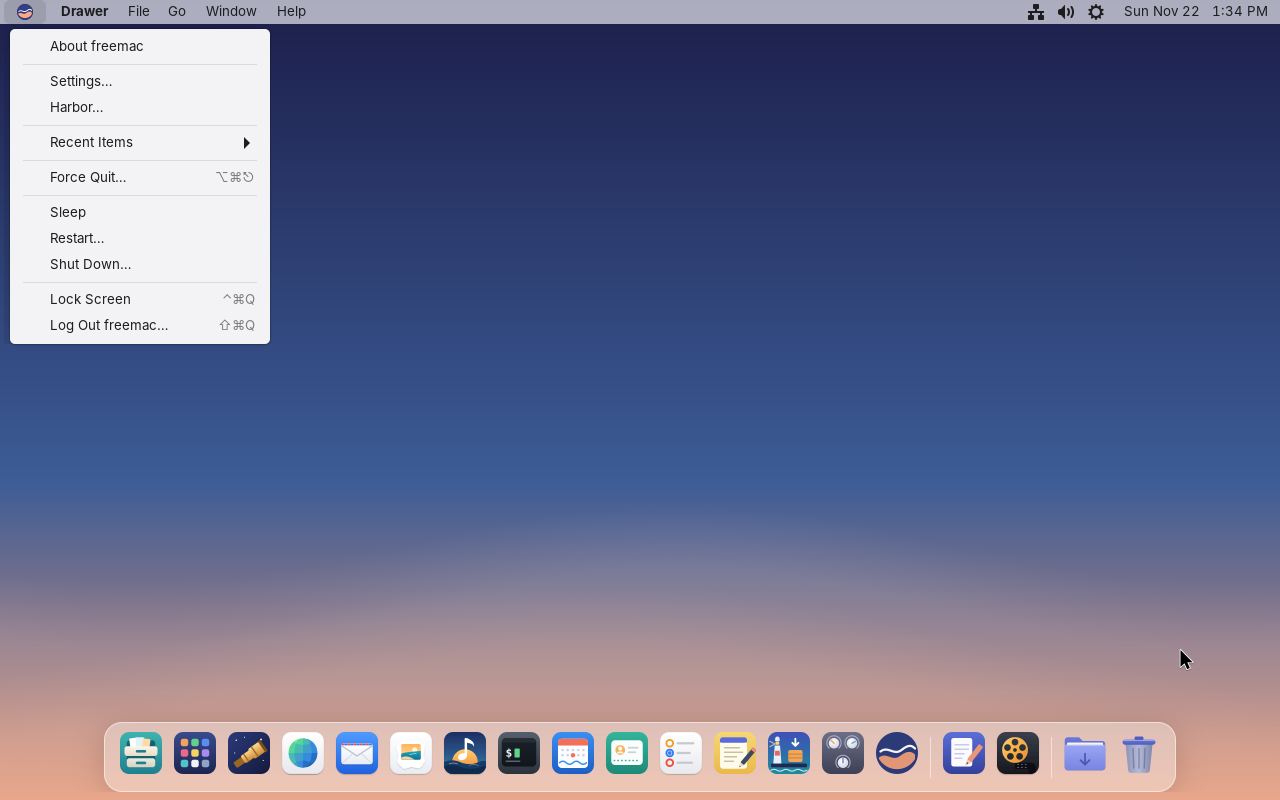 Drawer File Go Window Help Sun Nov 22 1:34 PM
About freemac
Settings...
Harbor...
Recent Items
Force Quit... ⌥⌘⎋
Sleep
Restart...
Shut Down...
Lock Screen ^⌘Q
Log Out freemac... ⇧⌘Q
$